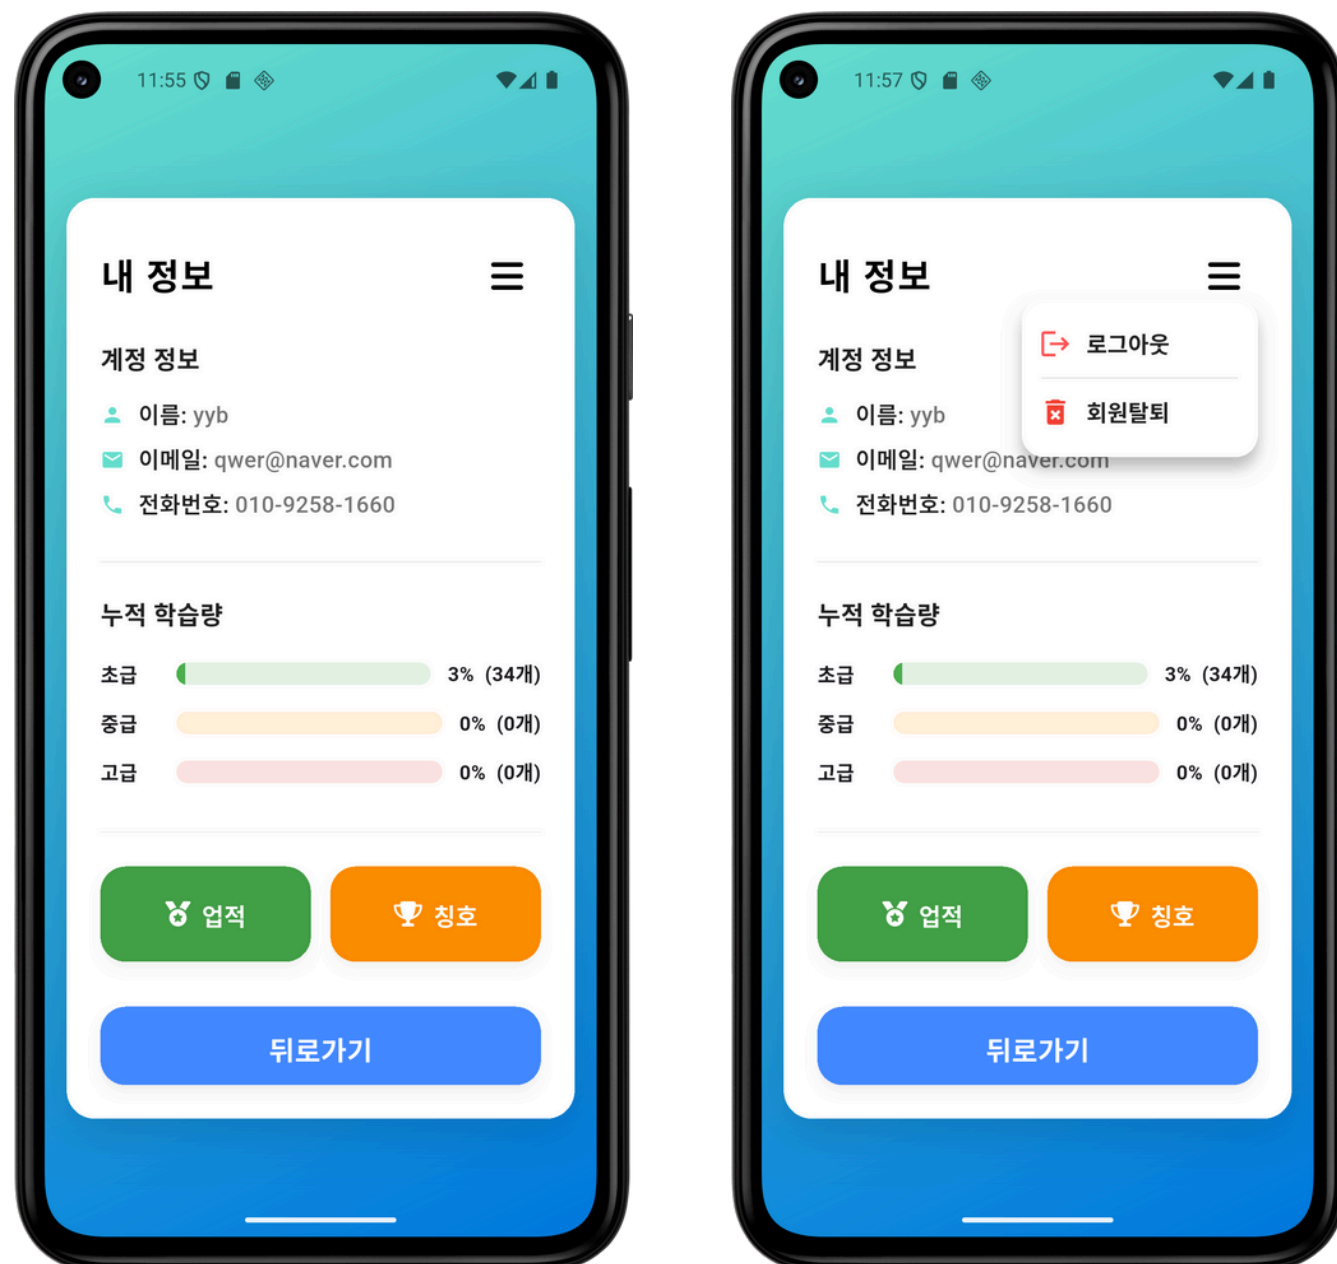 11:55
내 정보
계정 정보
이름: yyb
이메일: qwer@naver.com
전화번호: 010-9258-1660
누적 학습량
초급 3% (34개)
중급 0% (0개)
고급 0% (0개)
업적 칭호
뒤로가기
11:57
내 정보
로그아웃
계정 정보
회원탈퇴
이름: yyb
이메일: qwer@naver.com
전화번호: 010-9258-1660
누적 학습량
초급 3% (34개)
중급 0% (0개)
고급 0% (0개)
업적 칭호
뒤로가기